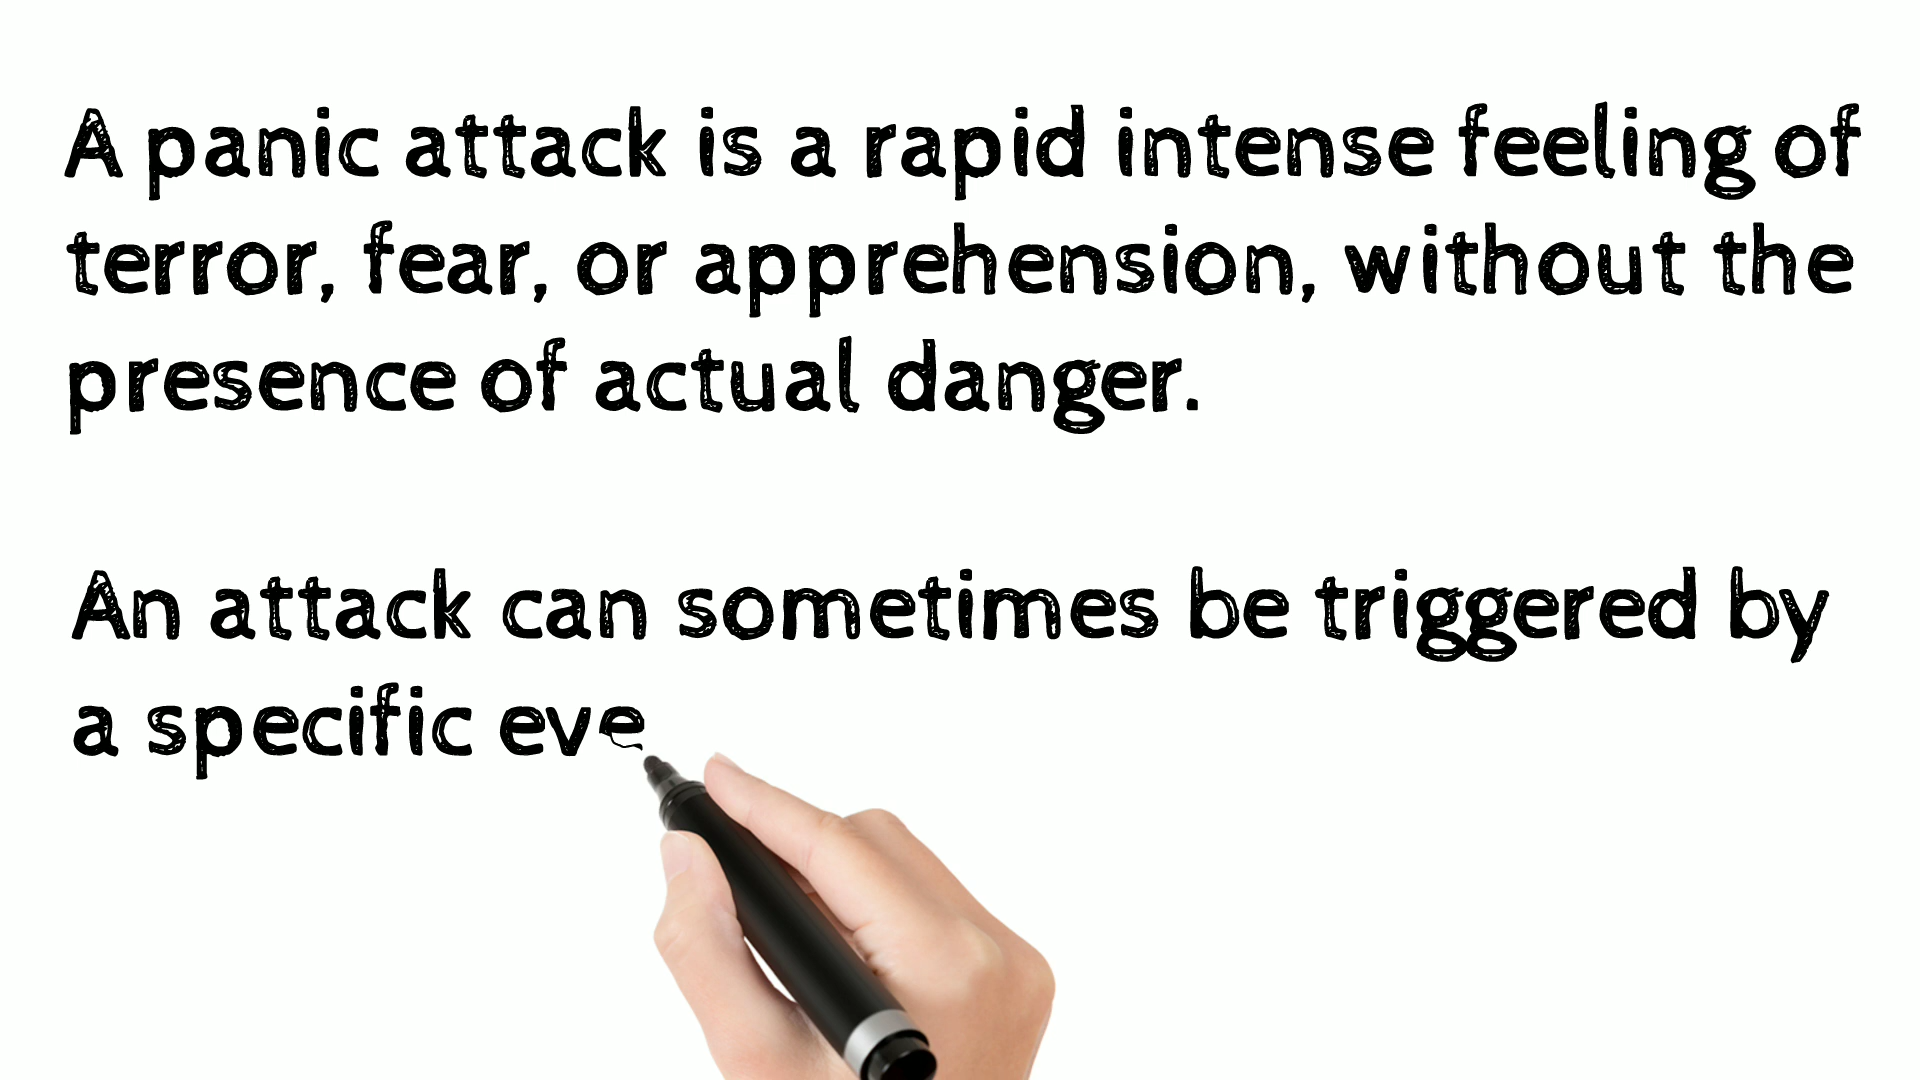 A panic attack is a rapid intense feeling of
terror, fear, or apprehension, without the
presence of actual danger.
An attack can sometimes be triggered by
a specific eve